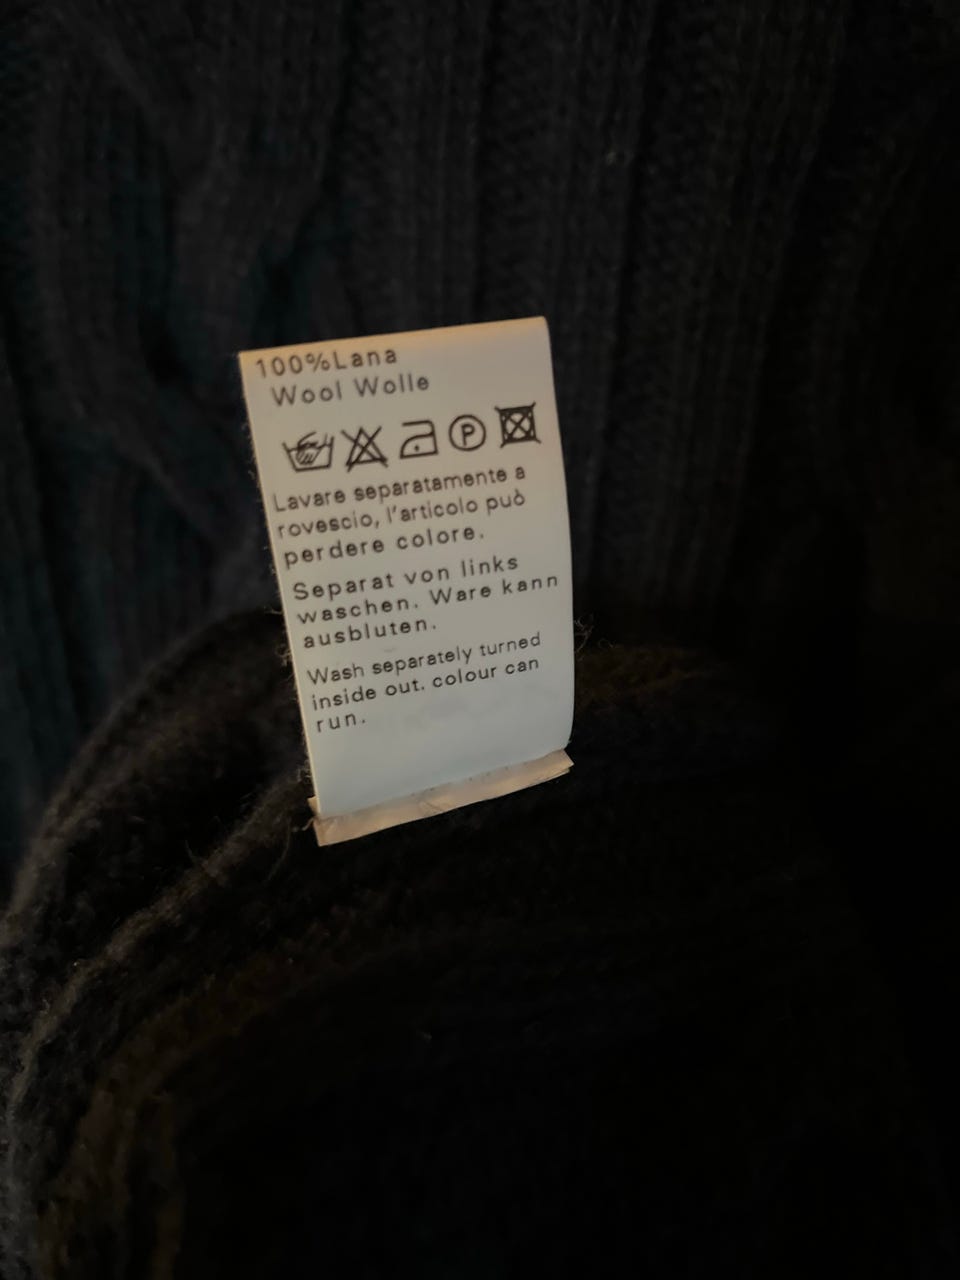 100%Lana
Wool Wolle
P
Lavare separatamente a
rovescio, l'articolo può
perdere colore.
Separat von links
waschen. Ware kann
ausbluten.
Wash separately turned
inside out. colour can
run.